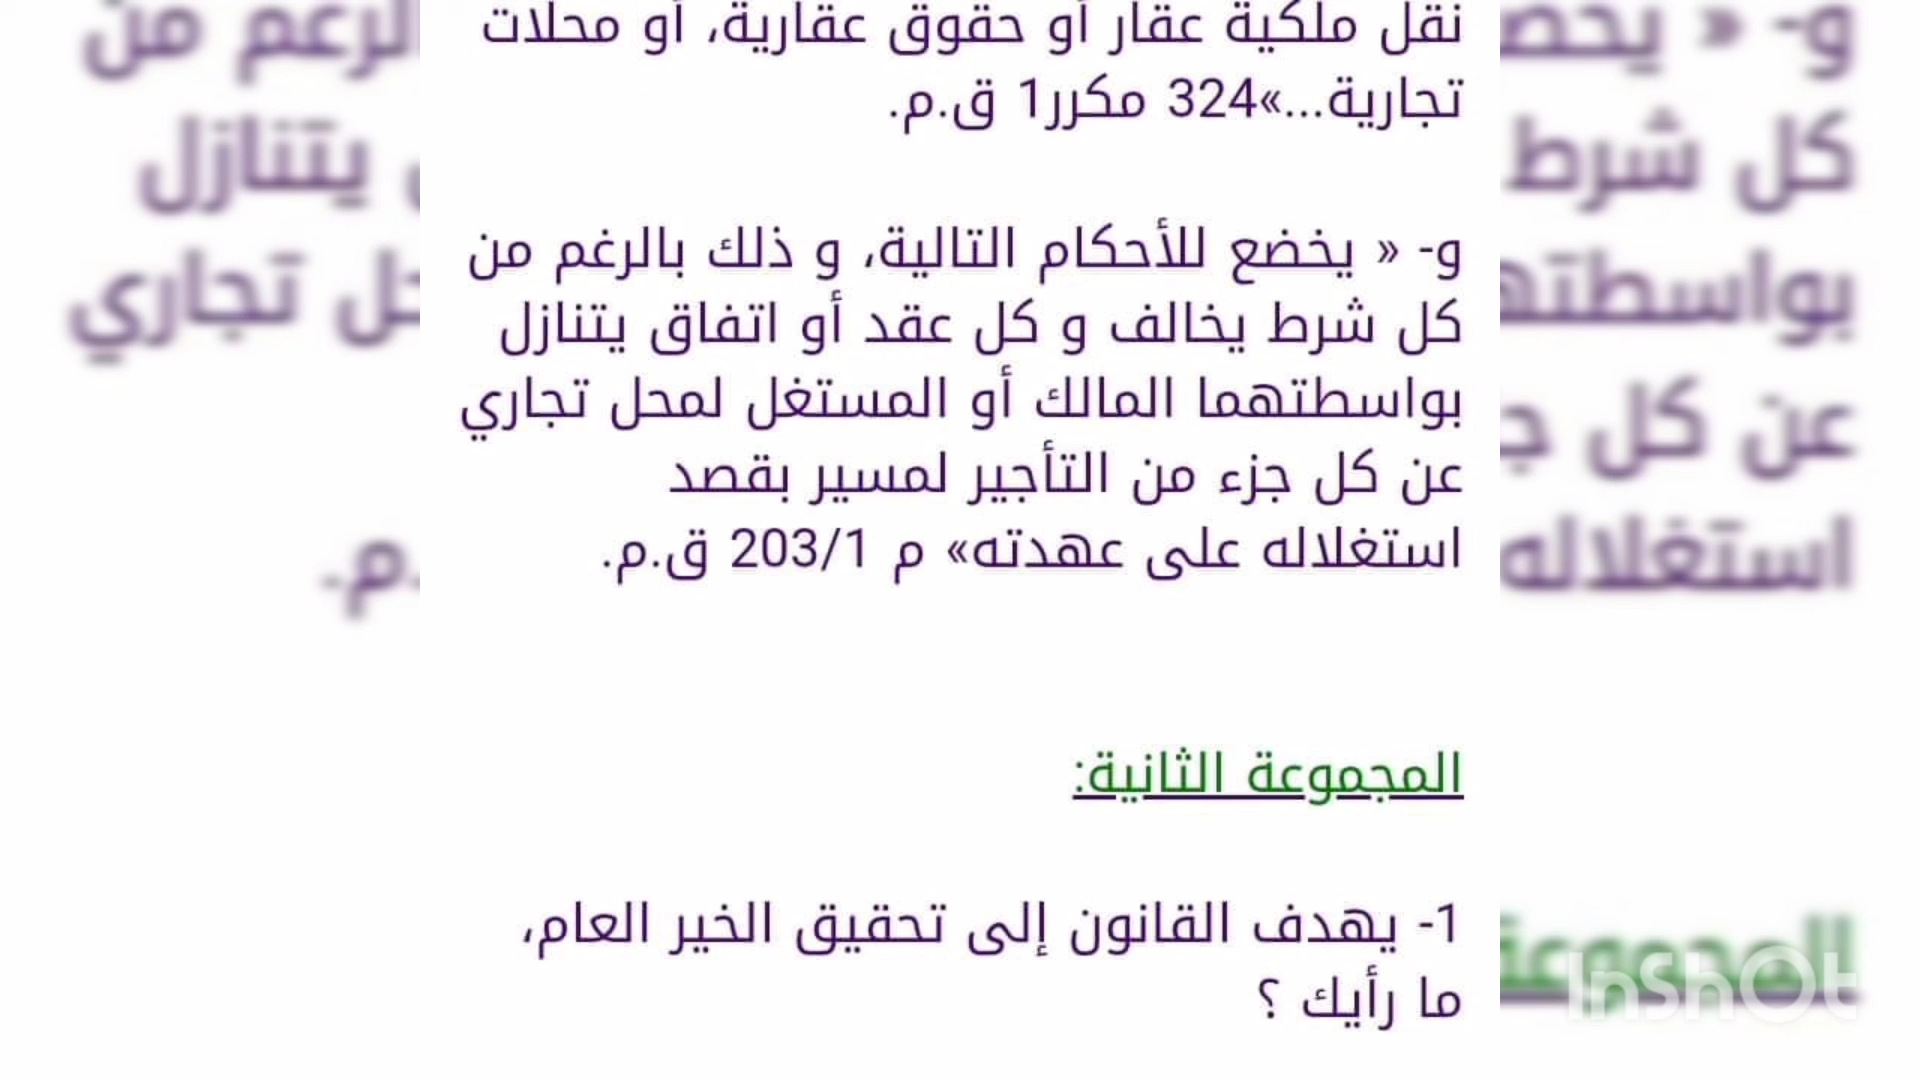 نقل ملكية عقار أو حقوق عقارية، أو محلات
تجارية...»324 مكرر1 ق.م.
و- « يخضع للأحكام التالية، و ذلك بالرغم من
كل شرط يخالف و كل عقد أو اتفاق يتنازل
بواسطتهما المالك أو المستغل لمحل تجاري
عن كل جزء من التأجير لمسير بقصد
استغلاله على عهدته» م 203/1 ق.م.
المجموعة الثانية:
1- يهدف القانون إلى تحقيق الخير العام،
ما رأيك ؟
InShOt